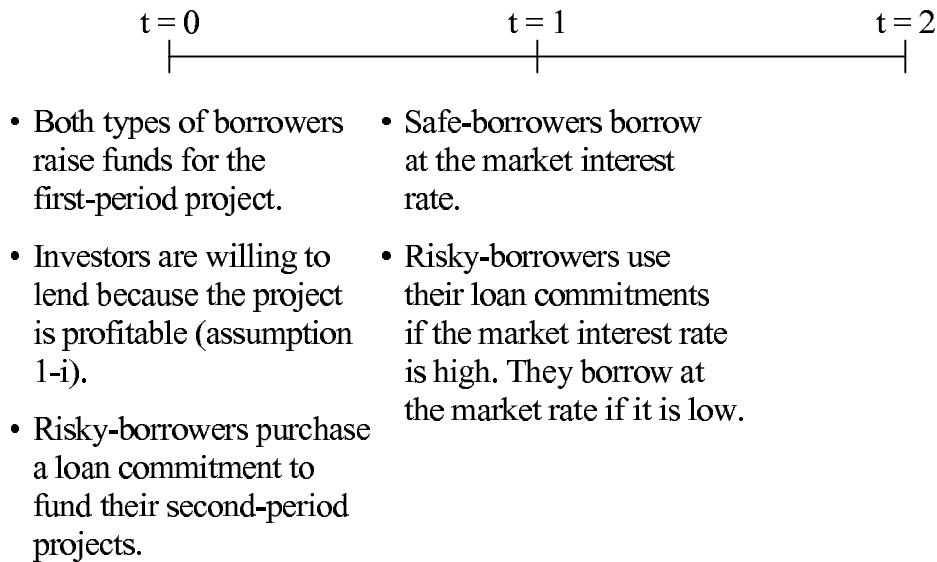 t = 0 t = 1 t = 2
• Both types of borrowers
raise funds for the
first-period project.
• Investors are willing to
lend because the project
is profitable (assumption
1-i).
• Risky-borrowers purchase
a loan commitment to
fund their second-period
projects.
• Safe-borrowers borrow
at the market interest
rate.
• Risky-borrowers use
their loan commitments
if the market interest rate
is high. They borrow at
the market rate if it is low.